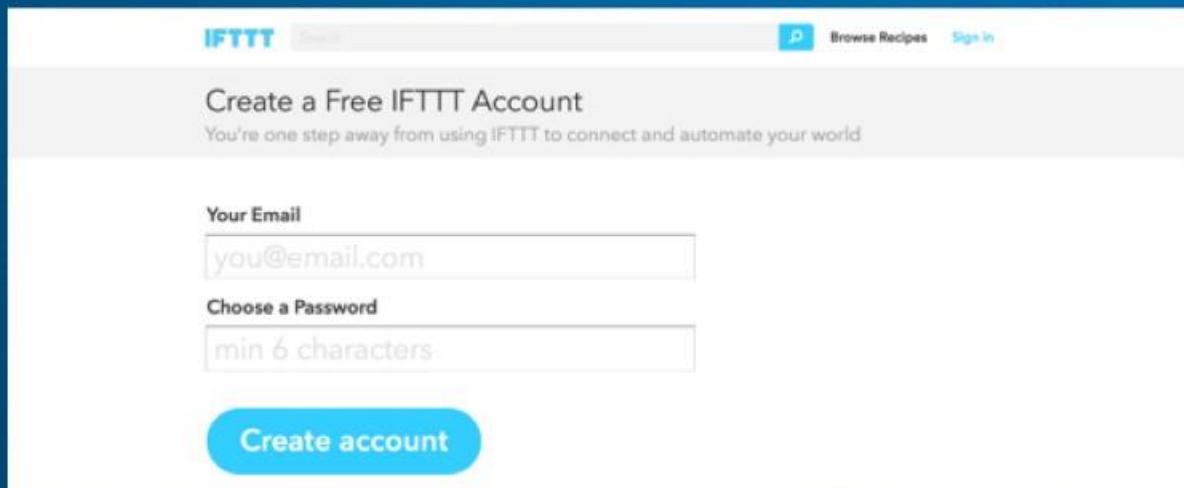 IFTTT Search Browse Recipes Sign in
Create a Free IFTTT Account
You're one step away from using IFTTT to connect and automate your world
Your Email
you@email.com
Choose a Password
min 6 characters
Create account